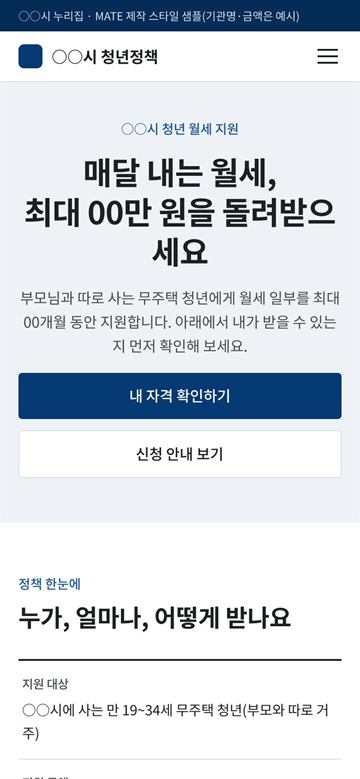 ○○시 누리집 · MATE 제작 스타일 샘플(기관명·금액은 예시)
○○시 청년정책
○○시 청년 월세 지원
매달 내는 월세,
최대 00만 원을 돌려받으
세요
부모님과 따로 사는 무주택 청년에게 월세 일부를 최대
00개월 동안 지원합니다. 아래에서 내가 받을 수 있는
지 먼저 확인해 보세요.
내 자격 확인하기
신청 안내 보기
정책 한눈에
누가, 얼마나, 어떻게 받나요
지원 대상
○○시에 사는 만 19~34세 무주택 청년(부모와 따로 거
주)